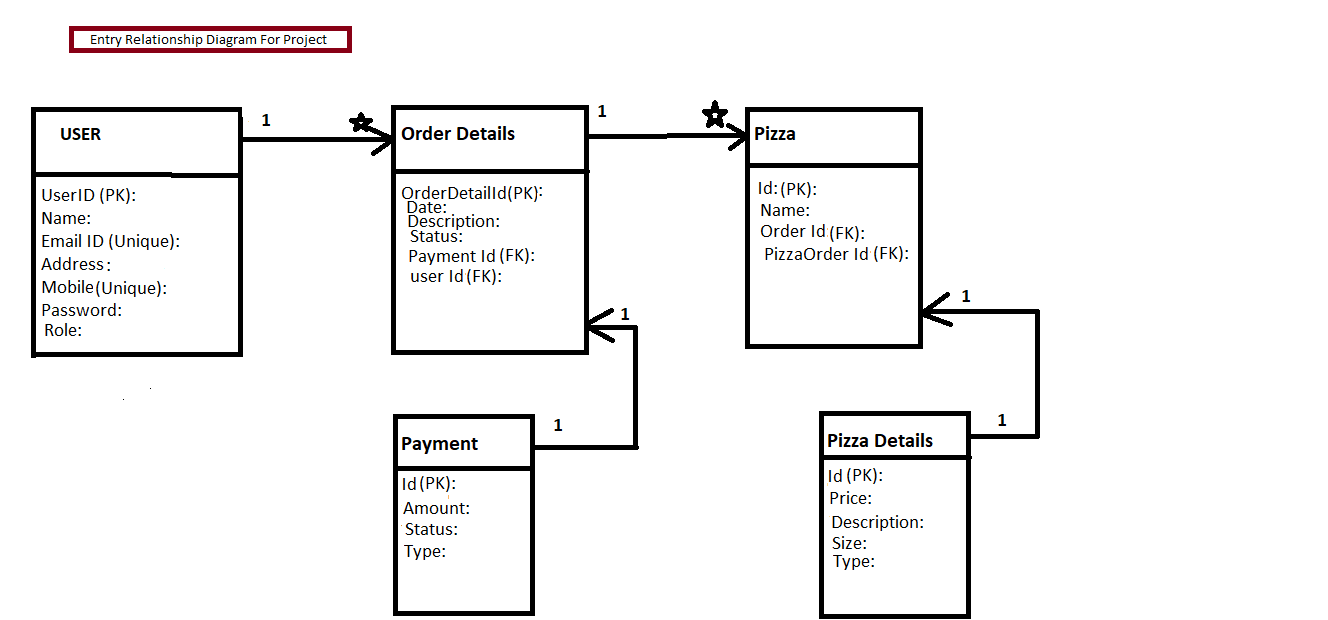 Entry Relationship Diagram For Project
USER
UserID (PK):
Name:
Email ID (Unique):
Address:
Mobile(Unique):
Password:
Role:
1
Order Details
OrderDetailId(PK):
Date:
Description:
Status:
Payment Id (FK):
user Id (FK):
1
Pizza
Id: (PK):
Name:
Order Id (FK):
PizzaOrder Id (FK):
1
1
Payment
Id (PK):
Amount:
Status:
Type:
1
1
Pizza Details
Id (PK):
Price:
Description:
Size:
Type: